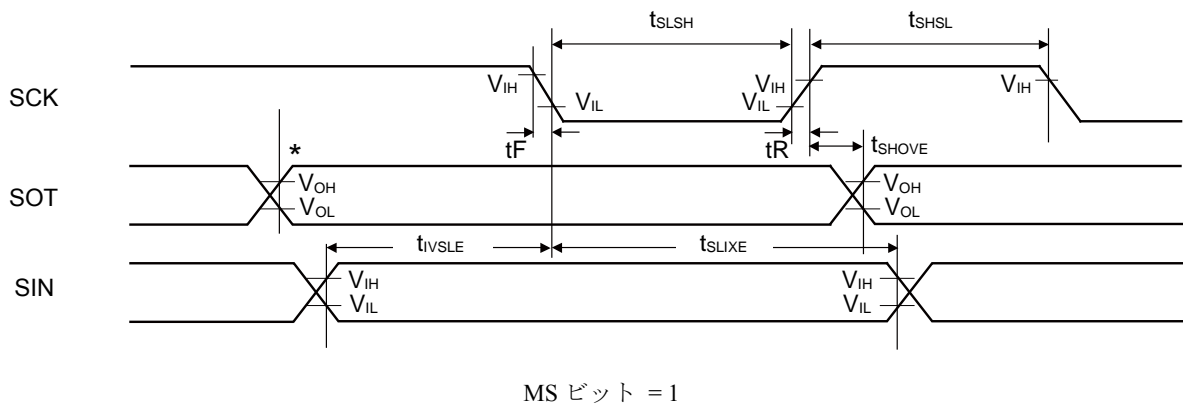 tSLSH tSHSL
SCK VIH VIL VIH VIL VIH
tF tR tSHOVE
*
SOT VOH VOL VOH VOL
tIVSLE tSLIXE
SIN VIH VIL VIH VIL
MS ビット = 1